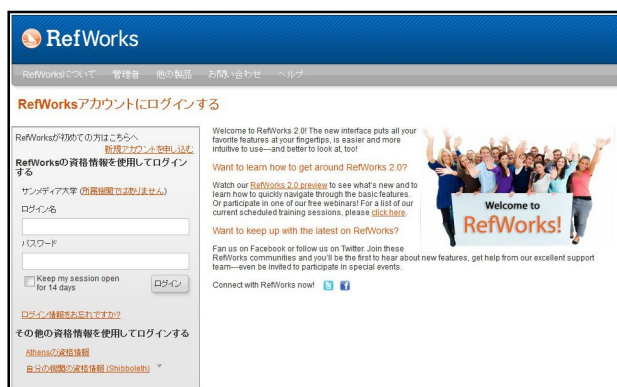 RefWorks
RefWorksについて 管理者 他の製品 お問い合わせ ヘルプ
RefWorksアカウントにログインする
RefWorksが初めての方はこちらへ
新規アカウントを申し込む
RefWorksの資格情報を使用してログイン
する
サンメディア大学 (所属機関ではありません)
ログイン名
パスワード
Keep my session open
for 14 days
ログイン
ログイン情報をお忘れですか?
その他の資格情報を使用してログインする
Athensの資格情報
自分の機関の資格情報 (Shibboleth)
Welcome to RefWorks 2.0! The new interface puts all your
favorite features at your fingertips, is easier and more
intuitive to use—and better to look at, too!
Want to learn how to get around RefWorks 2.0?
Watch our RefWorks 2.0 preview to see what's new and to
learn how to quickly navigate through the basic features.
Or participate in one of our free webinars! For a list of our
current scheduled training sessions, please click here.
Want to keep up with the latest on RefWorks?
Fan us on Facebook or follow us on Twitter. Join these
RefWorks communities and you'll be the first to hear about new features, get help from our excellent support
team—even be invited to participate in special events.
Connect with RefWorks now!
Welcome to
RefWorks!